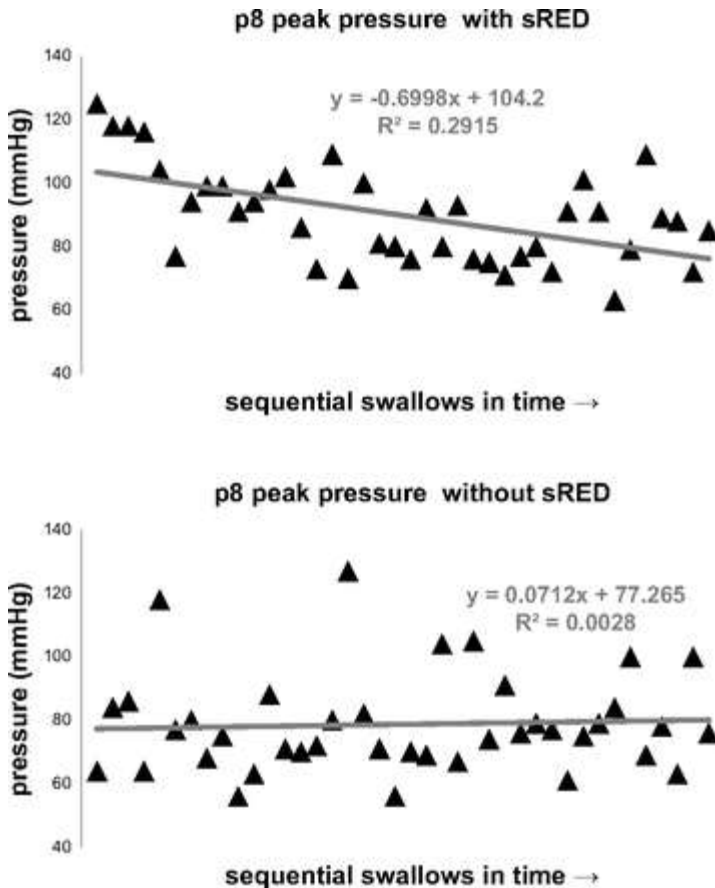 p8 peak pressure with sRED
140
120
100
80
60
40
pressure (mmHg)
y = -0.6998x + 104.2
R² = 0.2915
sequential swallows in time →
p8 peak pressure without sRED
140
120
100
80
60
40
pressure (mmHg)
y = 0.0712x + 77.265
R² = 0.0028
sequential swallows in time →